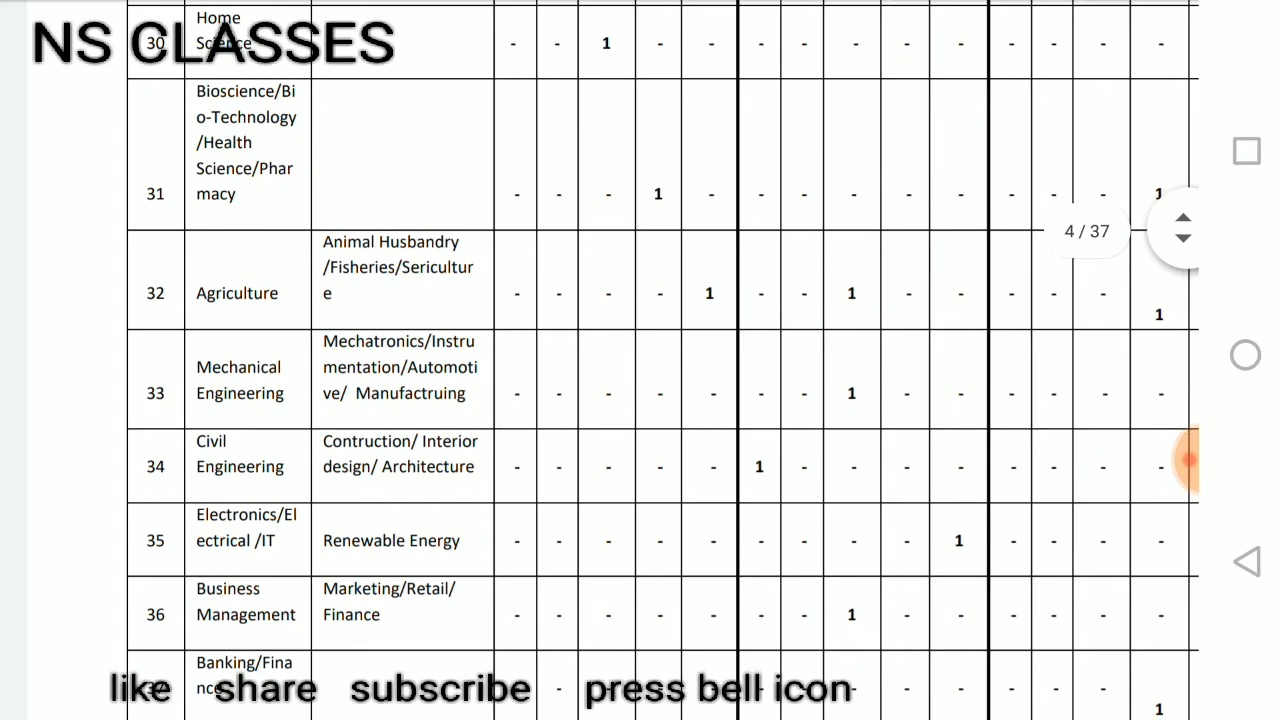 NS CLASSES
30 Home
Science - - 1 - - - - - - - - - - -
31 Bioscience/Bi
o-Technology
/Health
Science/Phar
macy - - - 1 - - - - - - - - - 1
4 / 37
32 Agriculture Animal Husbandry
/Fisheries/Sericultur
e - - - - 1 - - 1 - - - - - 1
33 Mechanical
Engineering Mechatronics/Instru
mentation/Automoti
ve/ Manufactruing - - - - - - - 1 - - - - - -
34 Civil
Engineering Contruction/ Interior
design/ Architecture - - - - - 1 - - - - - - - -
35 Electronics/El
ectrical /IT Renewable Energy - - - - - - - - - 1 - - - -
36 Business
Management Marketing/Retail/
Finance - - - - - - - 1 - - - - - -
Banking/Fina
nc - - - - - - 1
like share subscribe press bell icon